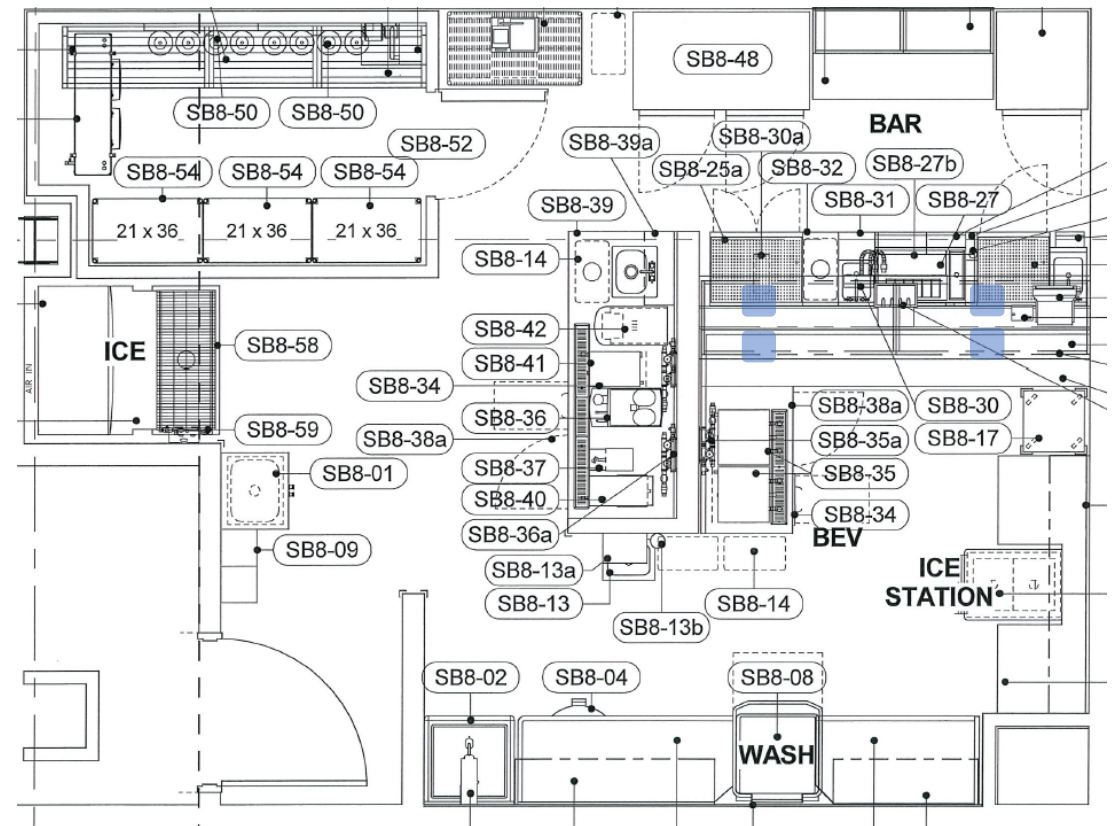 SB8-48
SB8-50
SB8-50
BAR
SB8-52
SB8-39a
SB8-30a
SB8-25a
SB8-32
SB8-27b
SB8-54
SB8-54
SB8-54
SB8-31
SB8-27
SB8-39
21 x 36
21 x 36
21 x 36
SB8-14
SB8-42
ICE
SB8-58
SB8-41
SB8-34
AIR IN
SB8-36
SB8-38a
SB8-30
SB8-59
SB8-38a
SB8-35a
SB8-17
SB8-01
SB8-37
SB8-35
SB8-40
SB8-34
SB8-36a
BEV
SB8-09
SB8-13a
ICE
STATION
SB8-13
SB8-14
SB8-13b
SB8-02
SB8-04
SB8-08
WASH